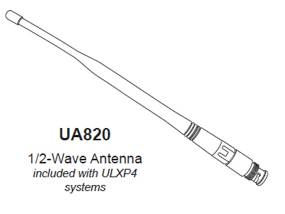 UA820
1/2-Wave Antenna
included with ULXP4
systems